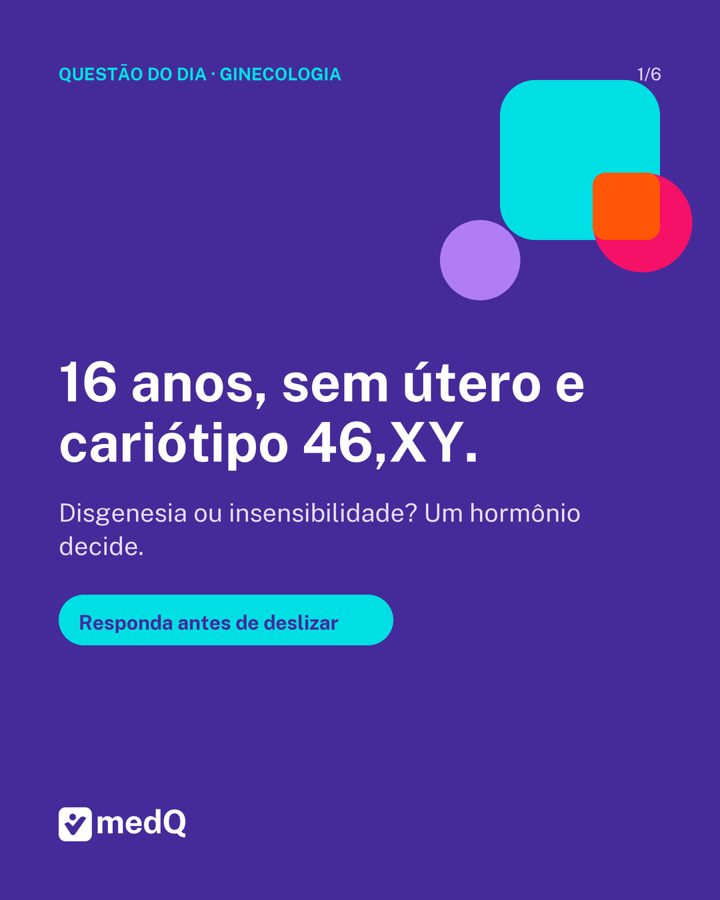 QUESTÃO DO DIA · GINECOLOGIA
1/6
16 anos, sem útero e
cariótipo 46,XY.
Disgenesia ou insensibilidade? Um hormônio
decide.
Responda antes de deslizar
medQ